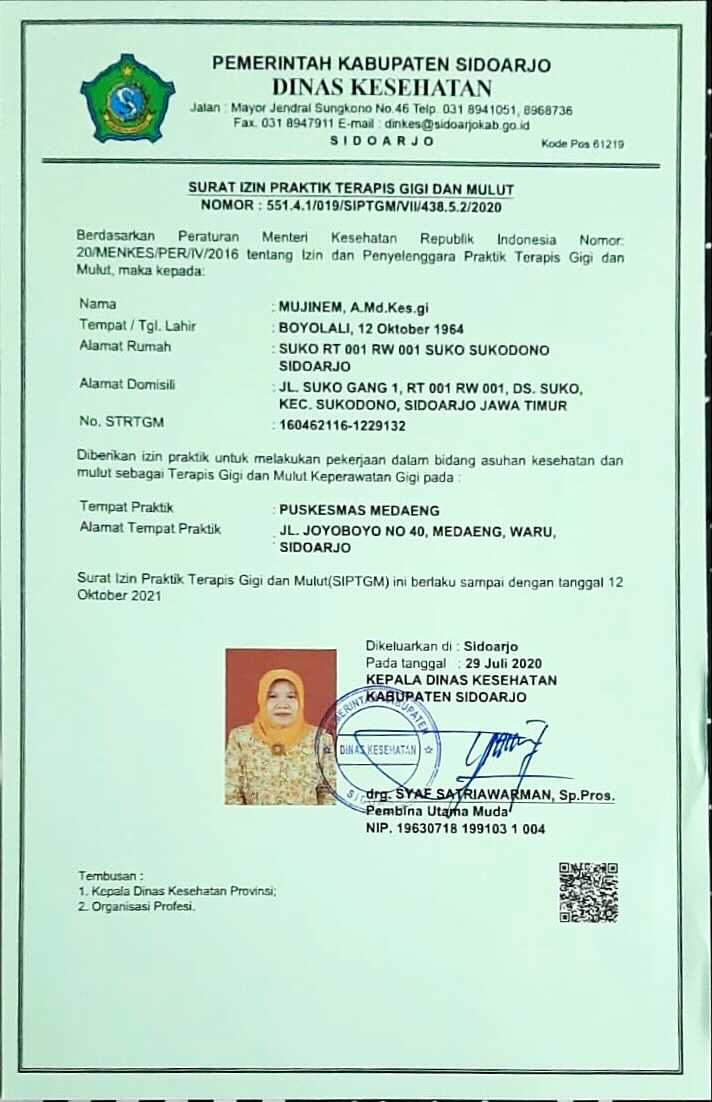 PEMERINTAH KABUPATEN SIDOARJO
DINAS KESEHATAN
Jalan : Mayor Jendral Sungkono No.46 Telp. 031 8941051, 8968736
Fax. 031 8947911 E-mail : dinkes@sidoarjokab.go.id
SIDOARJO
Kode Pos 61219
SURAT IZIN PRAKTIK TERAPIS GIGI DAN MULUT
NOMOR : 551.4.1/019/SIPTGM/VII/438.5.2/2020
Berdasarkan Peraturan Menteri Kesehatan Republik Indonesia Nomor:
20/MENKES/PER/IV/2016 tentang Izin dan Penyelenggara Praktik Terapis Gigi dan
Mulut, maka kepada:
Nama : MUJINEM, A.Md.Kes.gi
Tempat / Tgl. Lahir : BOYOLALI, 12 Oktober 1964
Alamat Rumah : SUKO RT 001 RW 001 SUKO SUKODONO
SIDOARJO
Alamat Domisili : JL. SUKO GANG 1, RT 001 RW 001, DS. SUKO,
KEC. SUKODONO, SIDOARJO JAWA TIMUR
No. STRTGM : 160462116-1229132
Diberikan izin praktik untuk melakukan pekerjaan dalam bidang asuhan kesehatan dan
mulut sebagai Terapis Gigi dan Mulut Keperawatan Gigi pada :
Tempat Praktik : PUSKESMAS MEDAENG
Alamat Tempat Praktik : JL. JOYOBOYO NO 40, MEDAENG, WARU,
: SIDOARJO
Surat Izin Praktik Terapis Gigi dan Mulut(SIPTGM) ini berlaku sampai dengan tanggal 12
Oktober 2021
Dikeluarkan di : Sidoarjo
Pada tanggal : 29 Juli 2020
KEPALA DINAS KESEHATAN
KABUPATEN SIDOARJO
PEMERINTAH KABUPATEN
DINAS KESEHATAN
drg. SYAF SATRIAWARMAN, Sp.Pros.
Pembina Utama Muda
NIP. 19630718 199103 1 004
Tembusan :
1. Kepala Dinas Kesehatan Provinsi;
2. Organisasi Profesi.